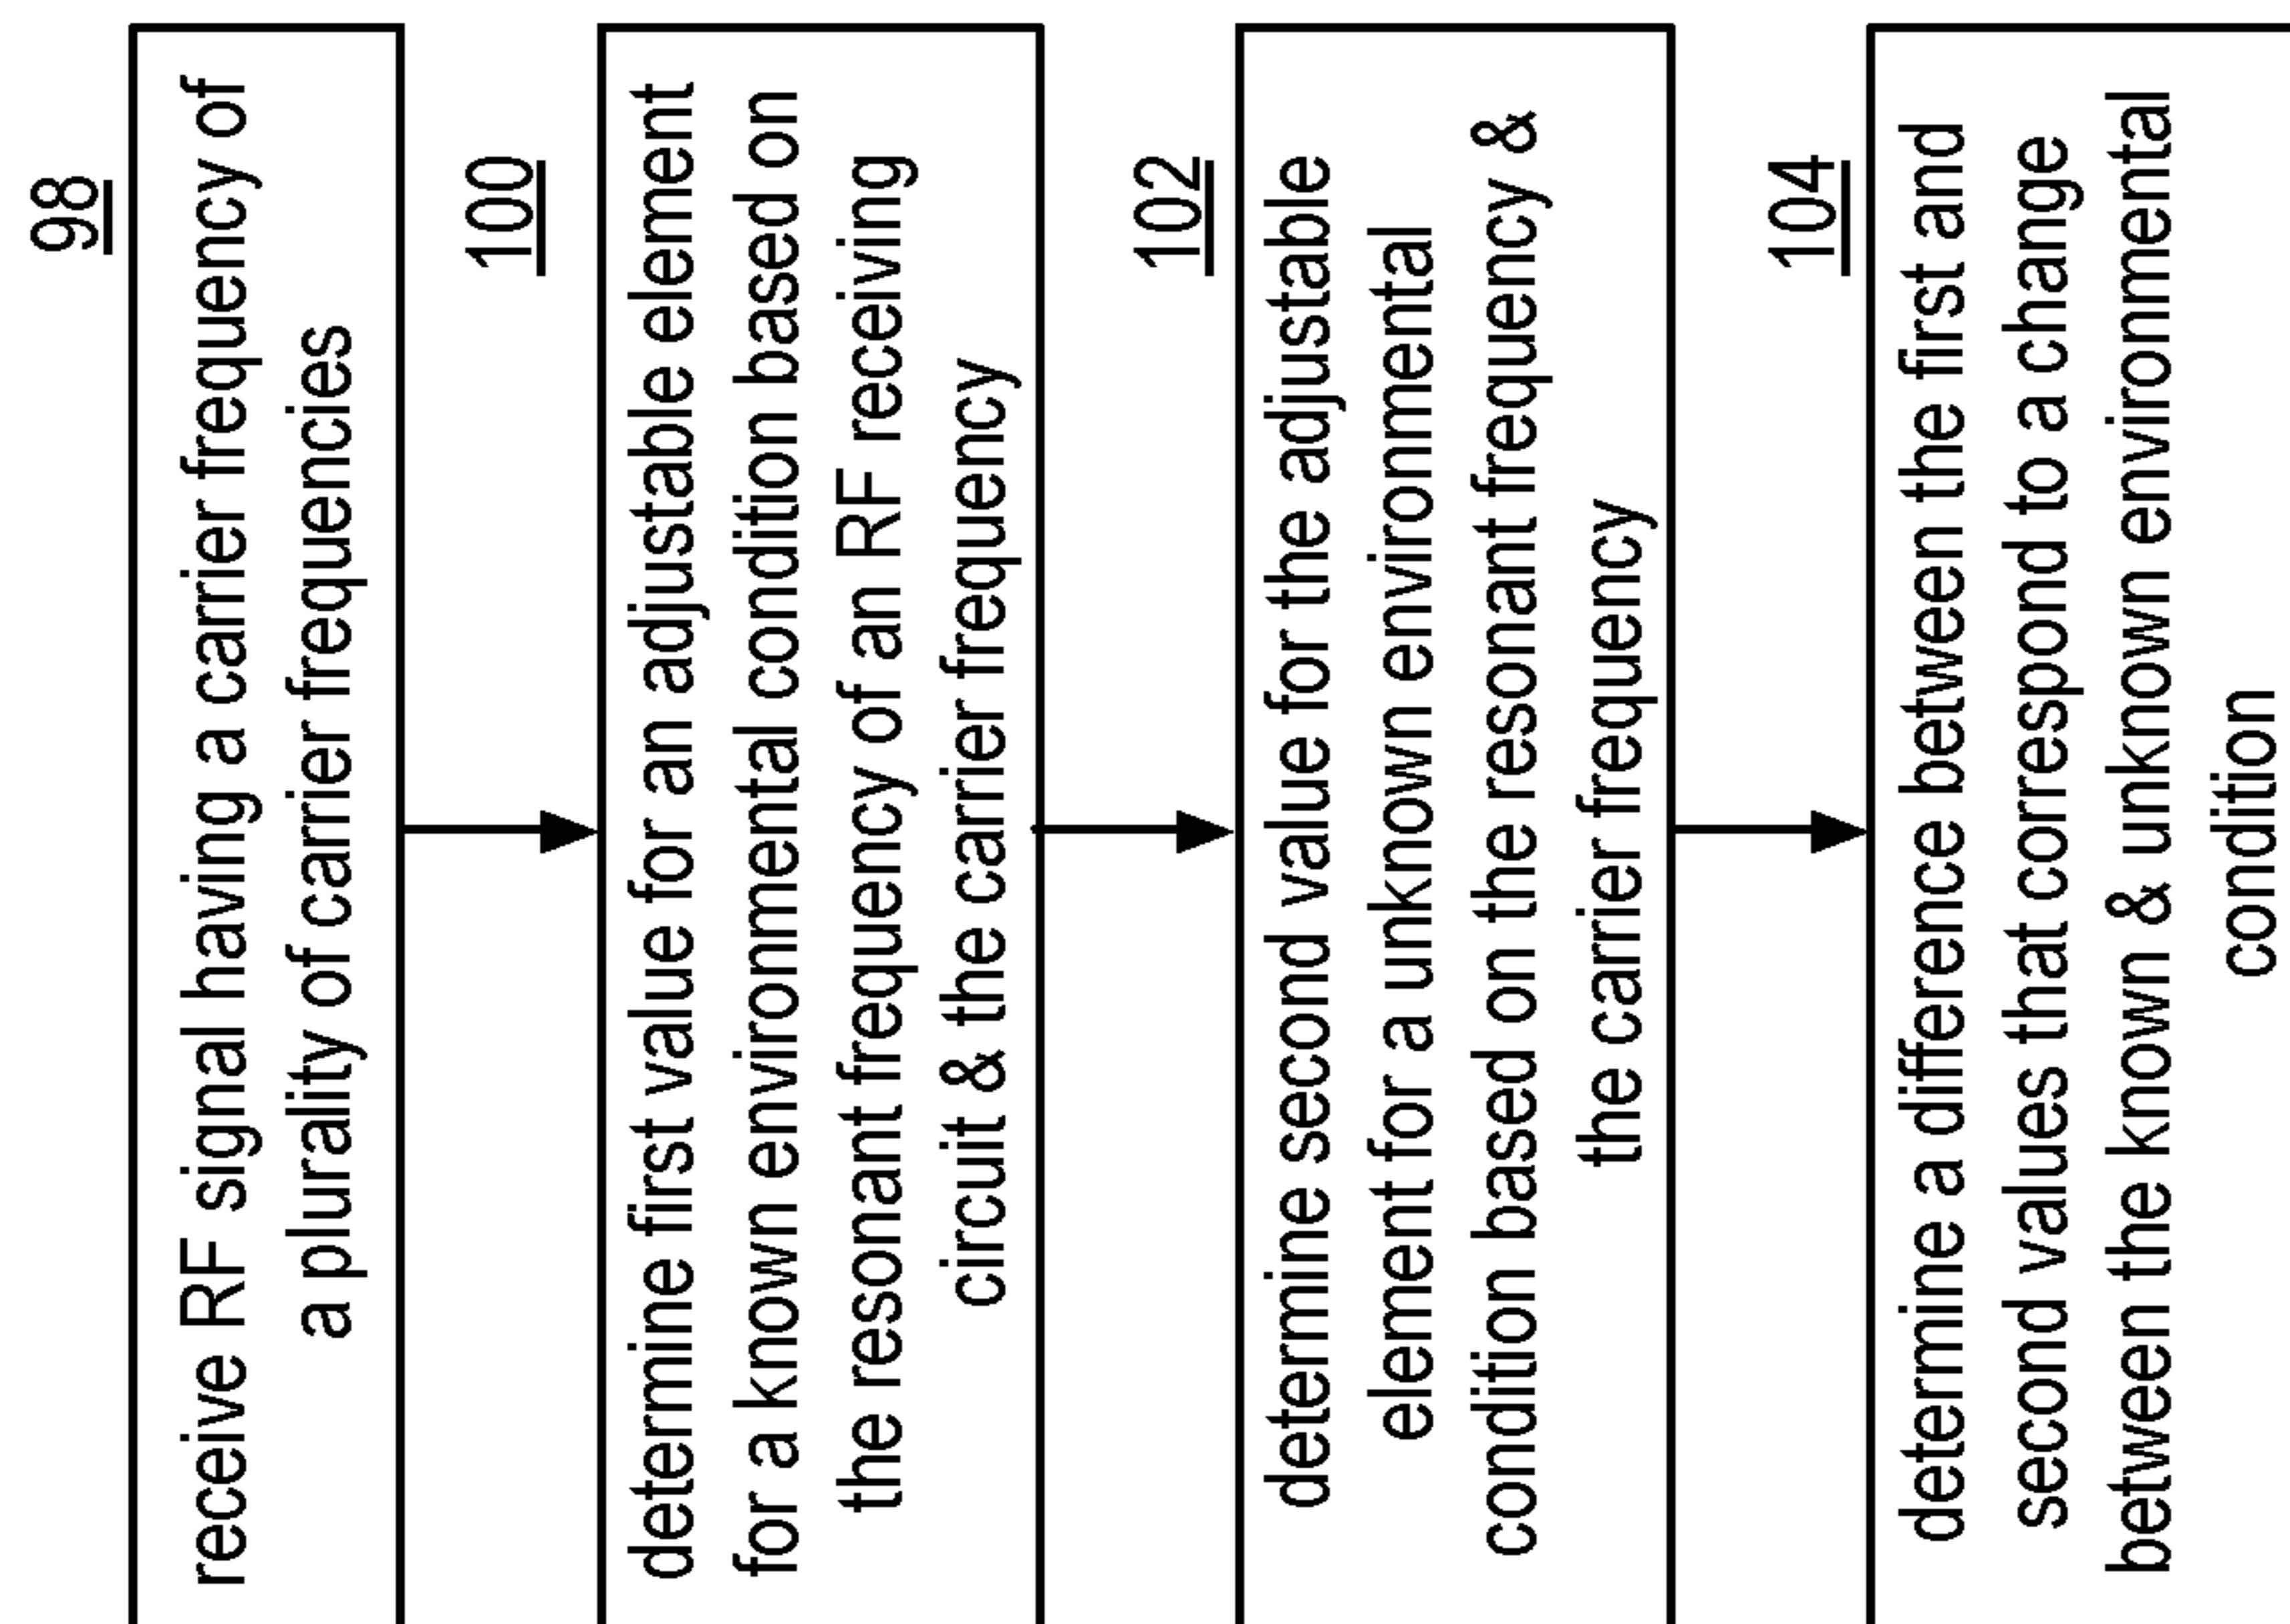 98
receive RF signal having a carrier frequency of
a plurality of carrier frequencies
100
determine first value for an adjustable element
for a known environmental condition based on
the resonant frequency of an RF receiving
circuit & the carrier frequency
102
determine second value for the adjustable
element for a unknown environmental
condition based on the resonant frequency &
the carrier frequency
104
determine a difference between the first and
second values that correspond to a change
between the known & unknown environmental
condition